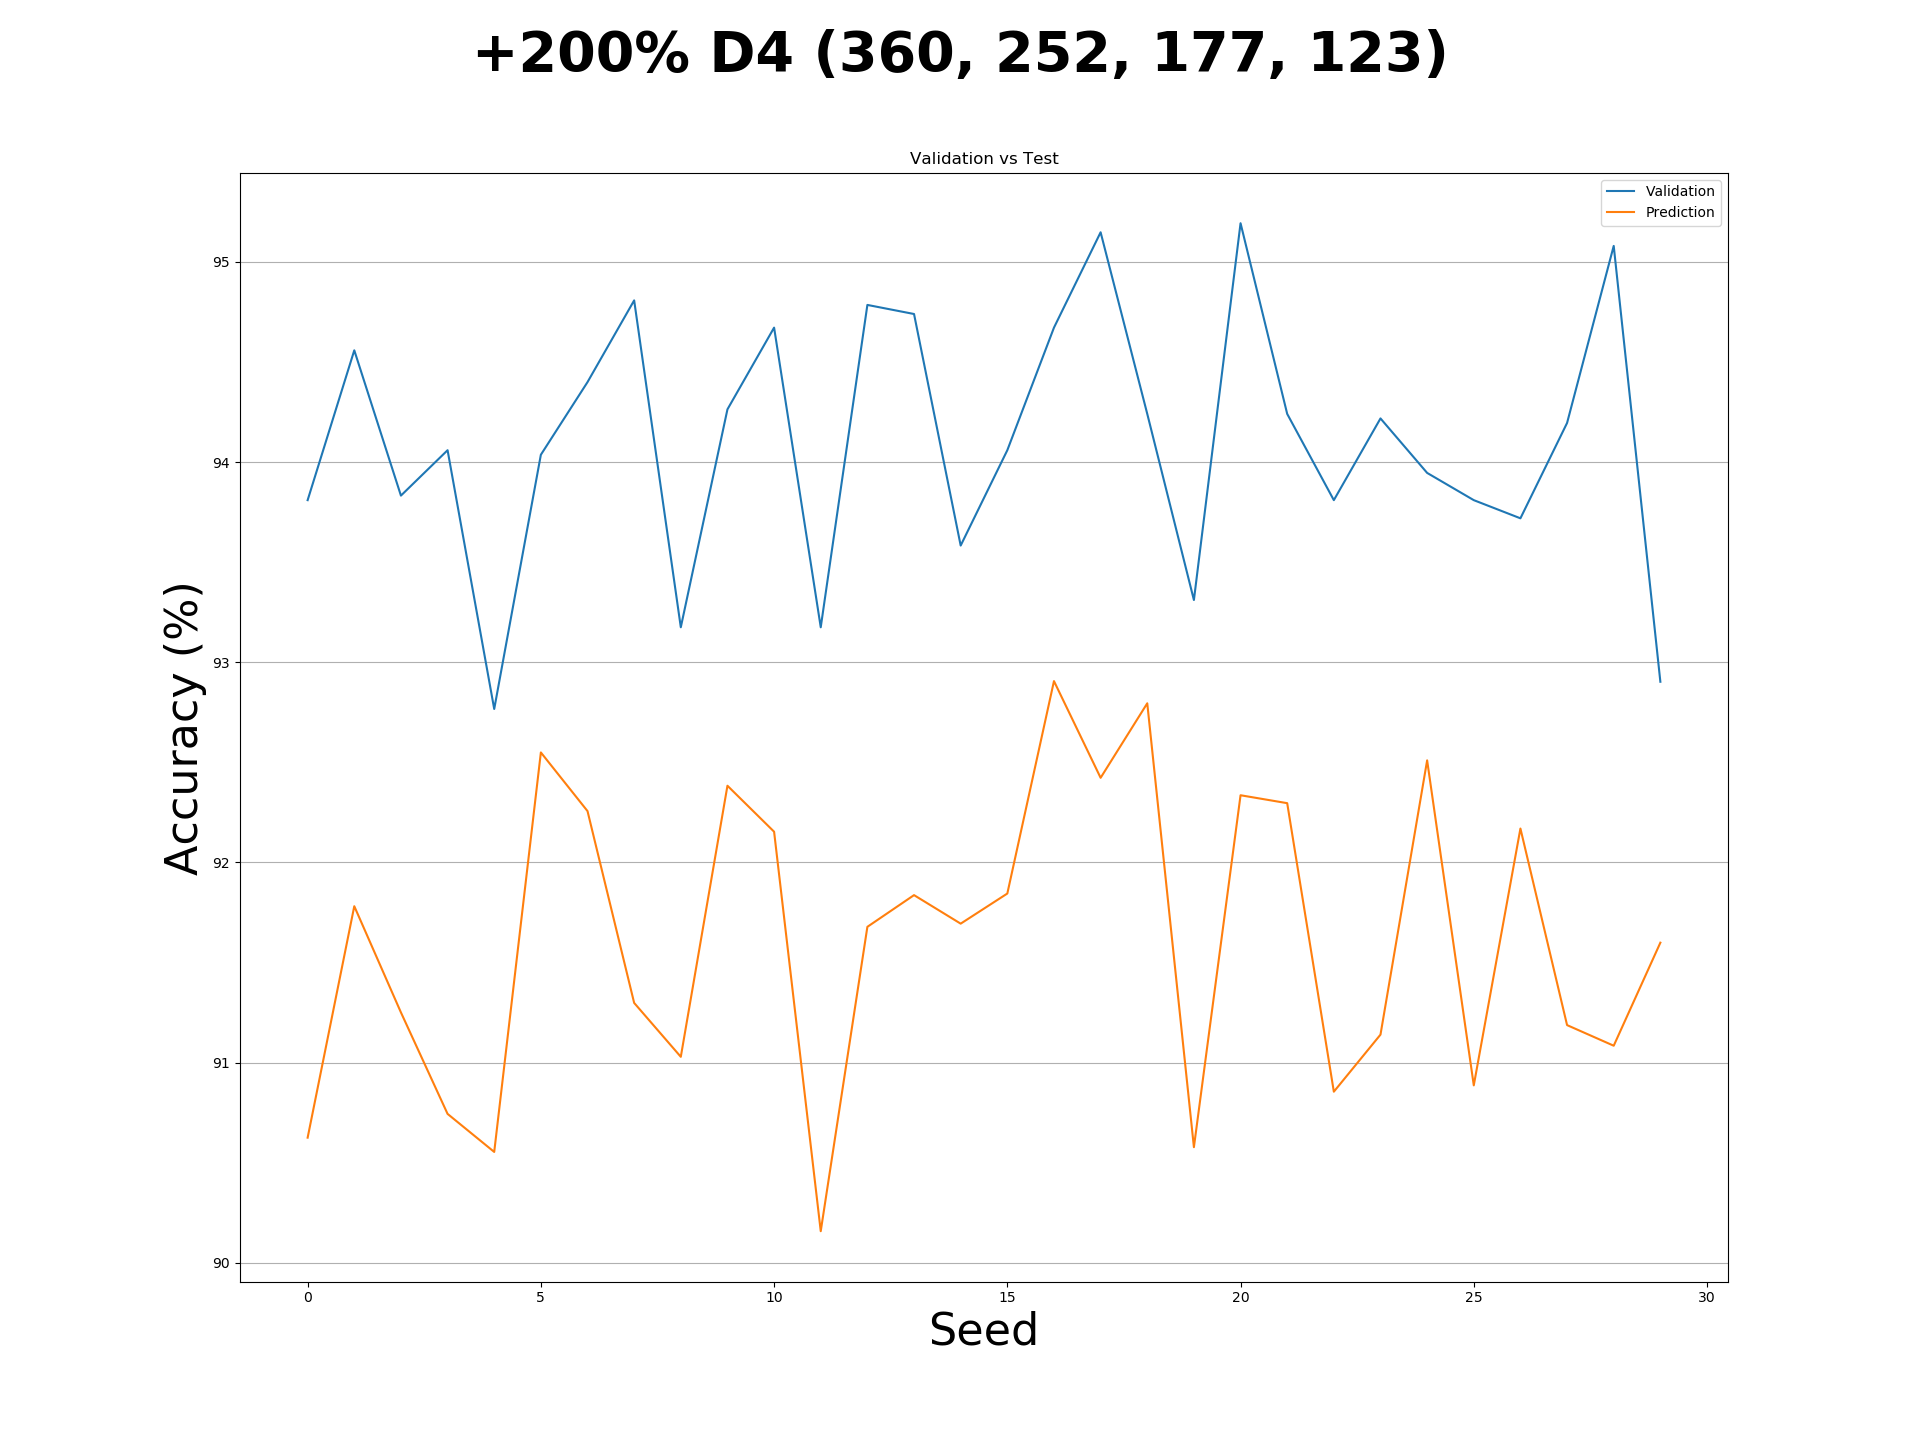 +200% D4 (360, 252, 177, 123)
Validation vs Test
Validation
Prediction
95
94
93
92
91
90
Accuracy (%)
0 5 10 15 20 25 30
Seed